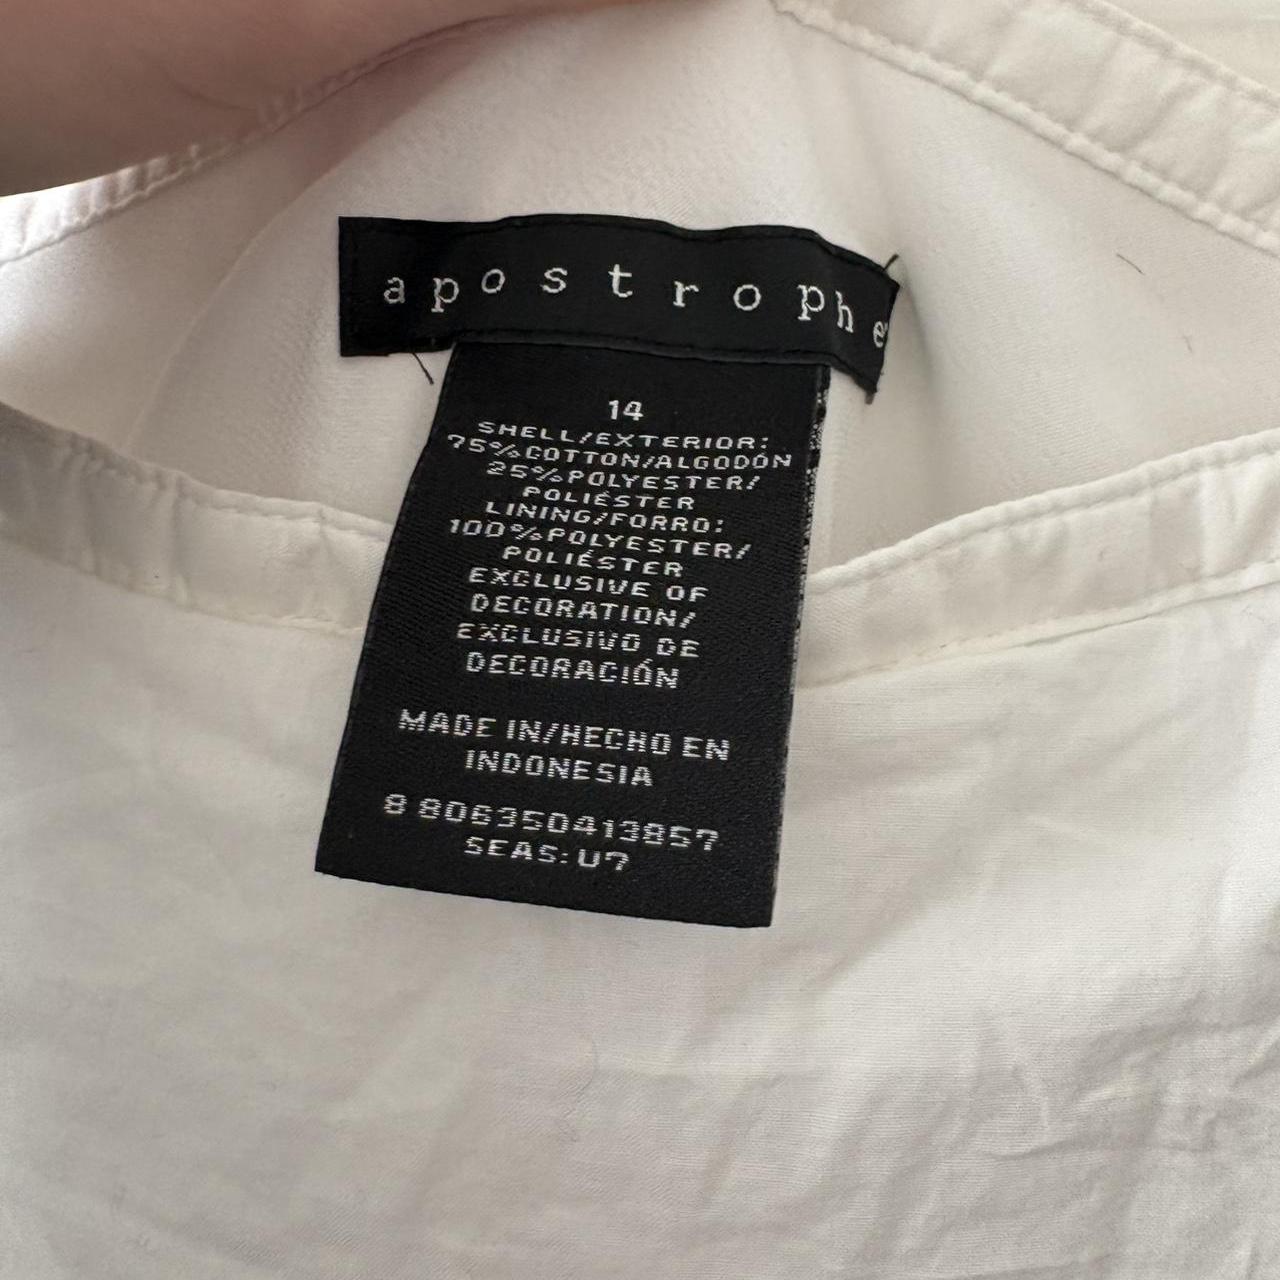 apostrophe
14
SHELL/EXTERIOR:
75%COTTON/ALGODÓN
25%POLYESTER/
POLIÉSTER
LINING/FORRO:
100%POLYESTER/
POLIÉSTER
EXCLUSIVE OF
DECORATION/
EXCLUSIVO DE
DECORACIÓN
MADE IN/HECHO EN
INDONESIA
8 806350413857
SEAS: U7